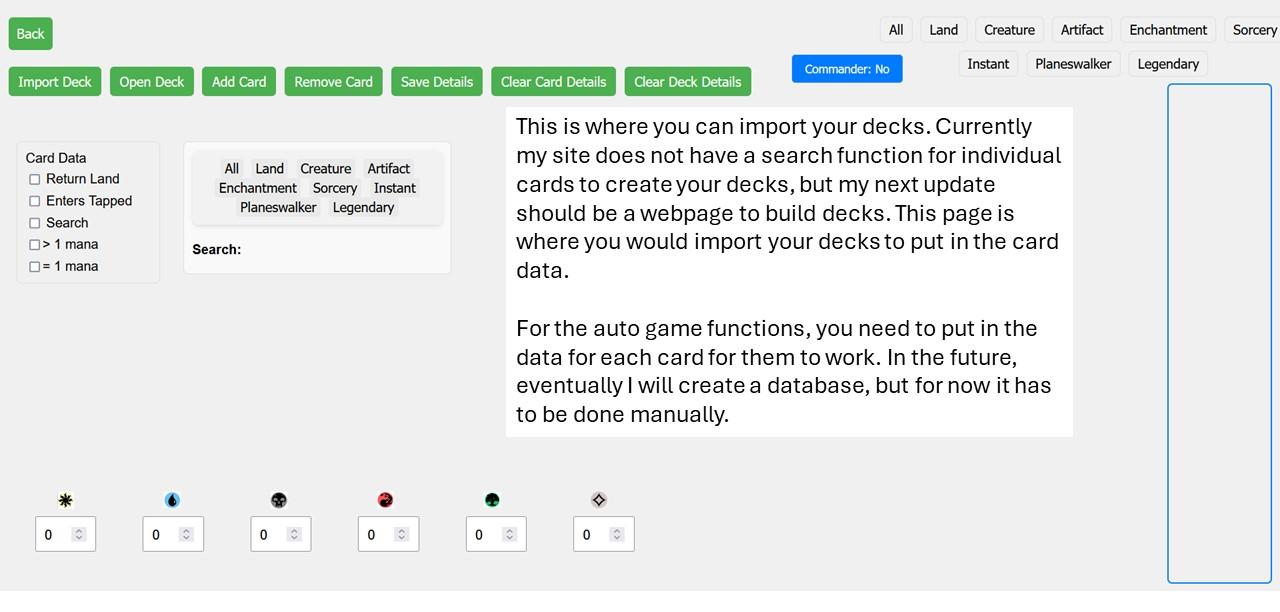 Back
All Land Creature Artifact Enchantment Sorcery
Instant Planeswalker Legendary
Commander: No
Import Deck Open Deck Add Card Remove Card Save Details Clear Card Details Clear Deck Details
This is where you can import your decks. Currently
my site does not have a search function for individual
cards to create your decks, but my next update
should be a webpage to build decks. This page is
where you would import your decks to put in the card
data.
For the auto game functions, you need to put in the
data for each card for them to work. In the future,
eventually I will create a database, but for now it has
to be done manually.
Card Data
Return Land
Enters Tapped
Search
> 1 mana
= 1 mana
All Land Creature Artifact
Enchantment Sorcery Instant
Planeswalker Legendary
Search:
0 0 0 0 0 0